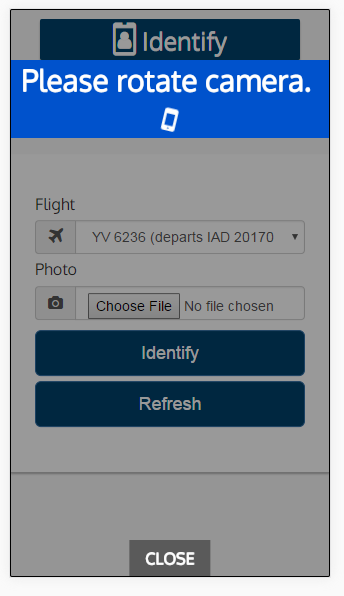 Identify
Please rotate camera.
Flight
YV 6236 (departs IAD 20170
Photo
Choose File No file chosen
Identify
Refresh
CLOSE